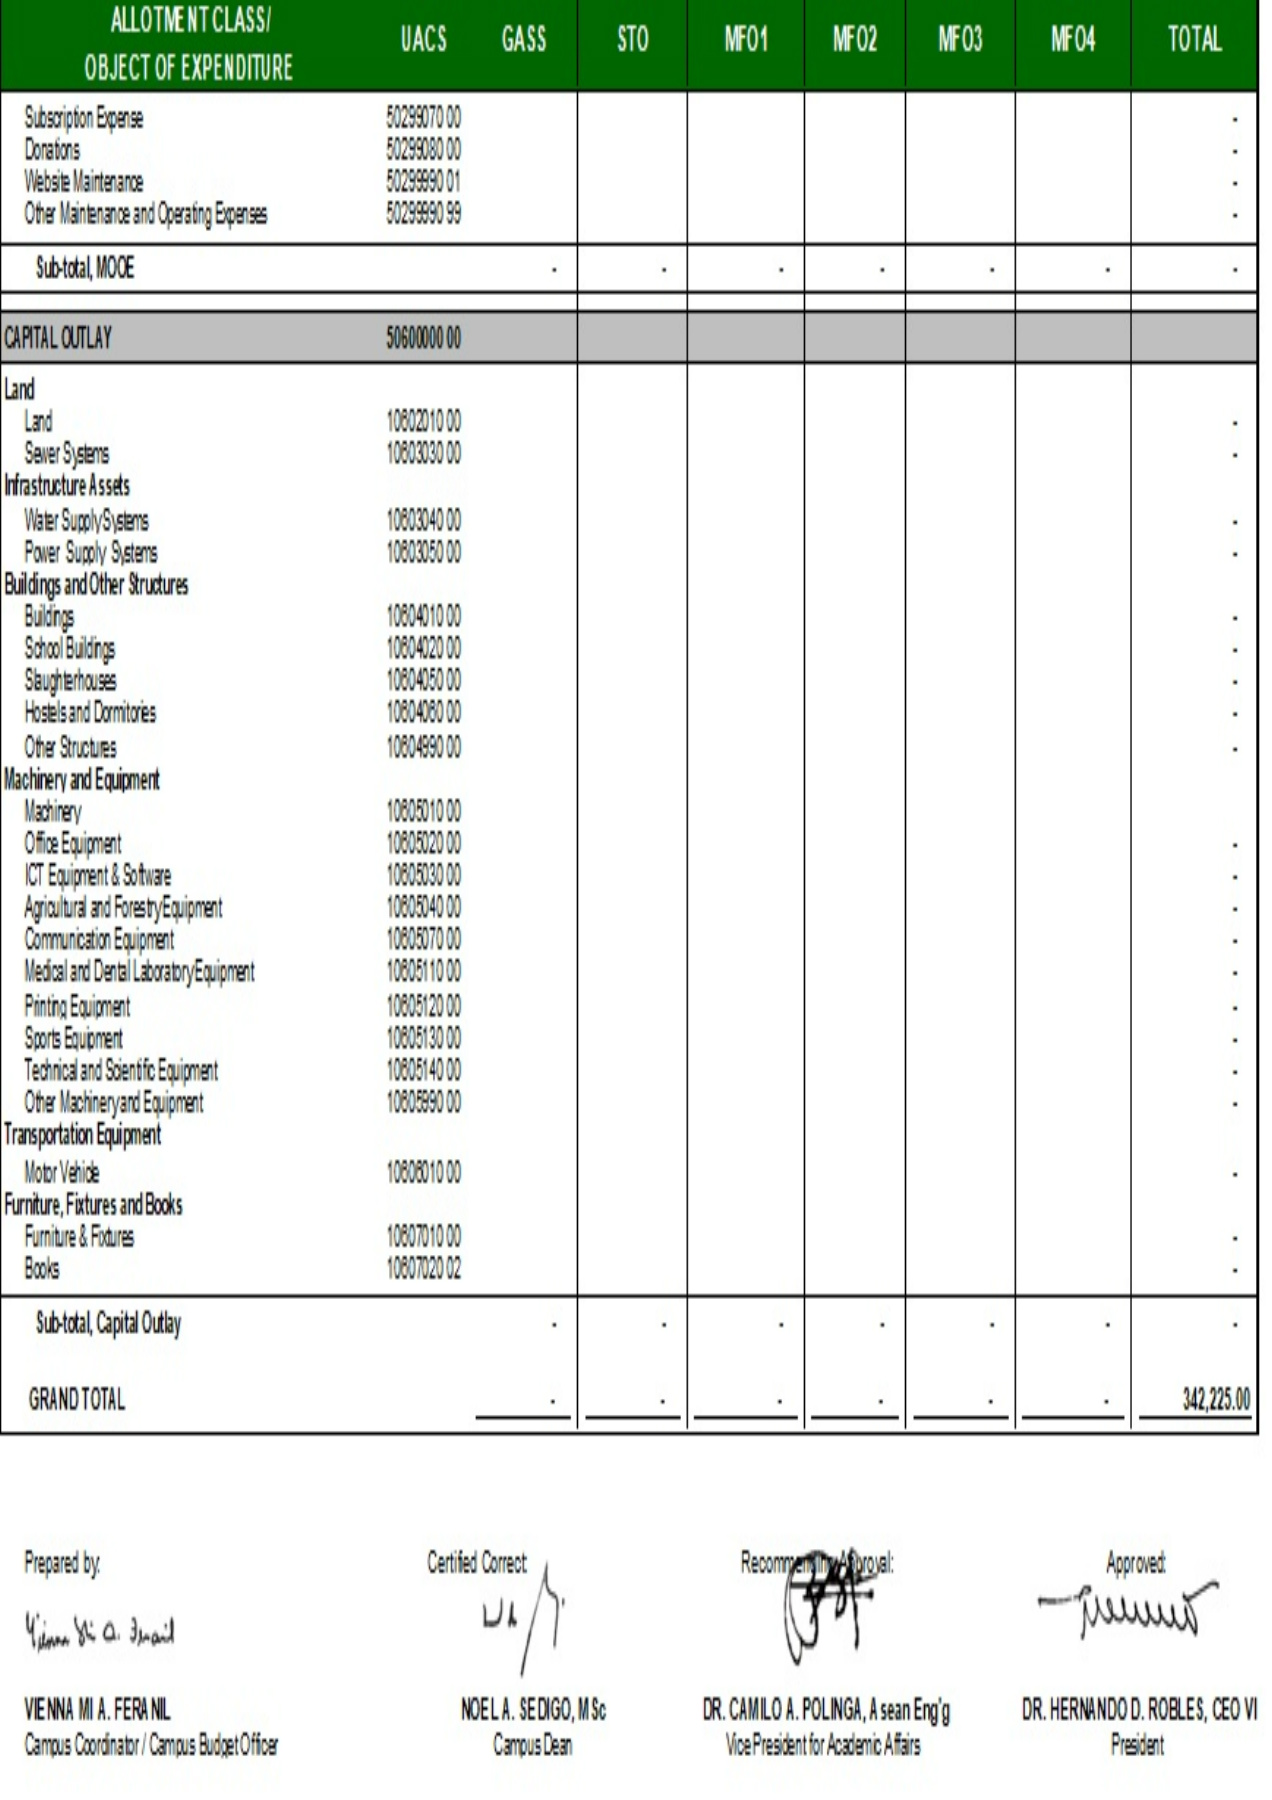 ALLOTMENT CLASS/
OBJECT OF EXPENDITURE UACS GASS STO MFO1 MFO2 MFO3 MFO4 TOTAL
Subscription Expense 50299070 00 -
Donations 50299080 00 -
Website Maintenance 50299990 01 -
Other Maintenance and Operating Expenses 50299990 99 -
Sub-total, MOOE - - - - - - -
CAPITAL OUTLAY 50600000 00
Land
Land 10602010 00 -
Sewer Systems 10603030 00 -
Infrastructure Assets
Water Supply Systems 10603040 00 -
Power Supply Systems 10603050 00 -
Buildings and Other Structures
Buildings 10604010 00 -
School Buildings 10604020 00 -
Slaughterhouses 10604050 00 -
Hostels and Dormitories 10604060 00 -
Other Structures 10604990 00 -
Machinery and Equipment
Machinery 10605010 00
Office Equipment 10605020 00 -
ICT Equipment & Software 10605030 00 -
Agricultural and Forestry Equipment 10605040 00 -
Communication Equipment 10605070 00 -
Medical and Dental Laboratory Equipment 10605110 00 -
Printing Equipment 10605120 00 -
Sports Equipment 10605130 00 -
Technical and Scientific Equipment 10605140 00 -
Other Machinery and Equipment 10605990 00 -
Transportation Equipment
Motor Vehicle 10606010 00 -
Furniture, Fixtures and Books
Furniture & Fixtures 10607010 00 -
Books 10607020 02 -
Sub-total, Capital Outlay - - - - - - -
GRAND TOTAL - - - - - - 342,225.00
Prepared by: Certified Correct: Recommending Approval: Approved:
VIENNA MI A. FERANIL NOEL A. SEDIGO, MSc DR. CAMILO A. POLINGA, Asean Eng'g DR. HERNANDO D. ROBLES, CEO VI
Campus Coordinator / Campus Budget Officer Campus Dean Vice President for Academic Affairs President